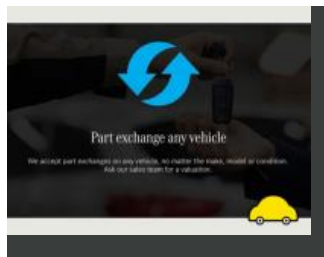 Part exchange any vehicle
We accept part exchanges on any vehicle, no matter the make, model or condition.
Ask our sales team for a valuation.